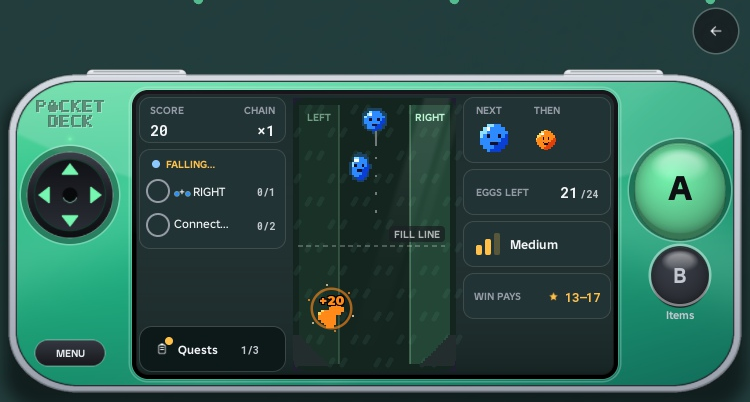 POCKET
DECK
SCORE CHAIN
20 ×1
FALLING...
RIGHT 0/1
Connect... 0/2
Quests 1/3
MENU
LEFT RIGHT
FILL LINE
+20
NEXT THEN
EGGS LEFT 21/24
Medium
WIN PAYS ★ 13–17
A
B
Items